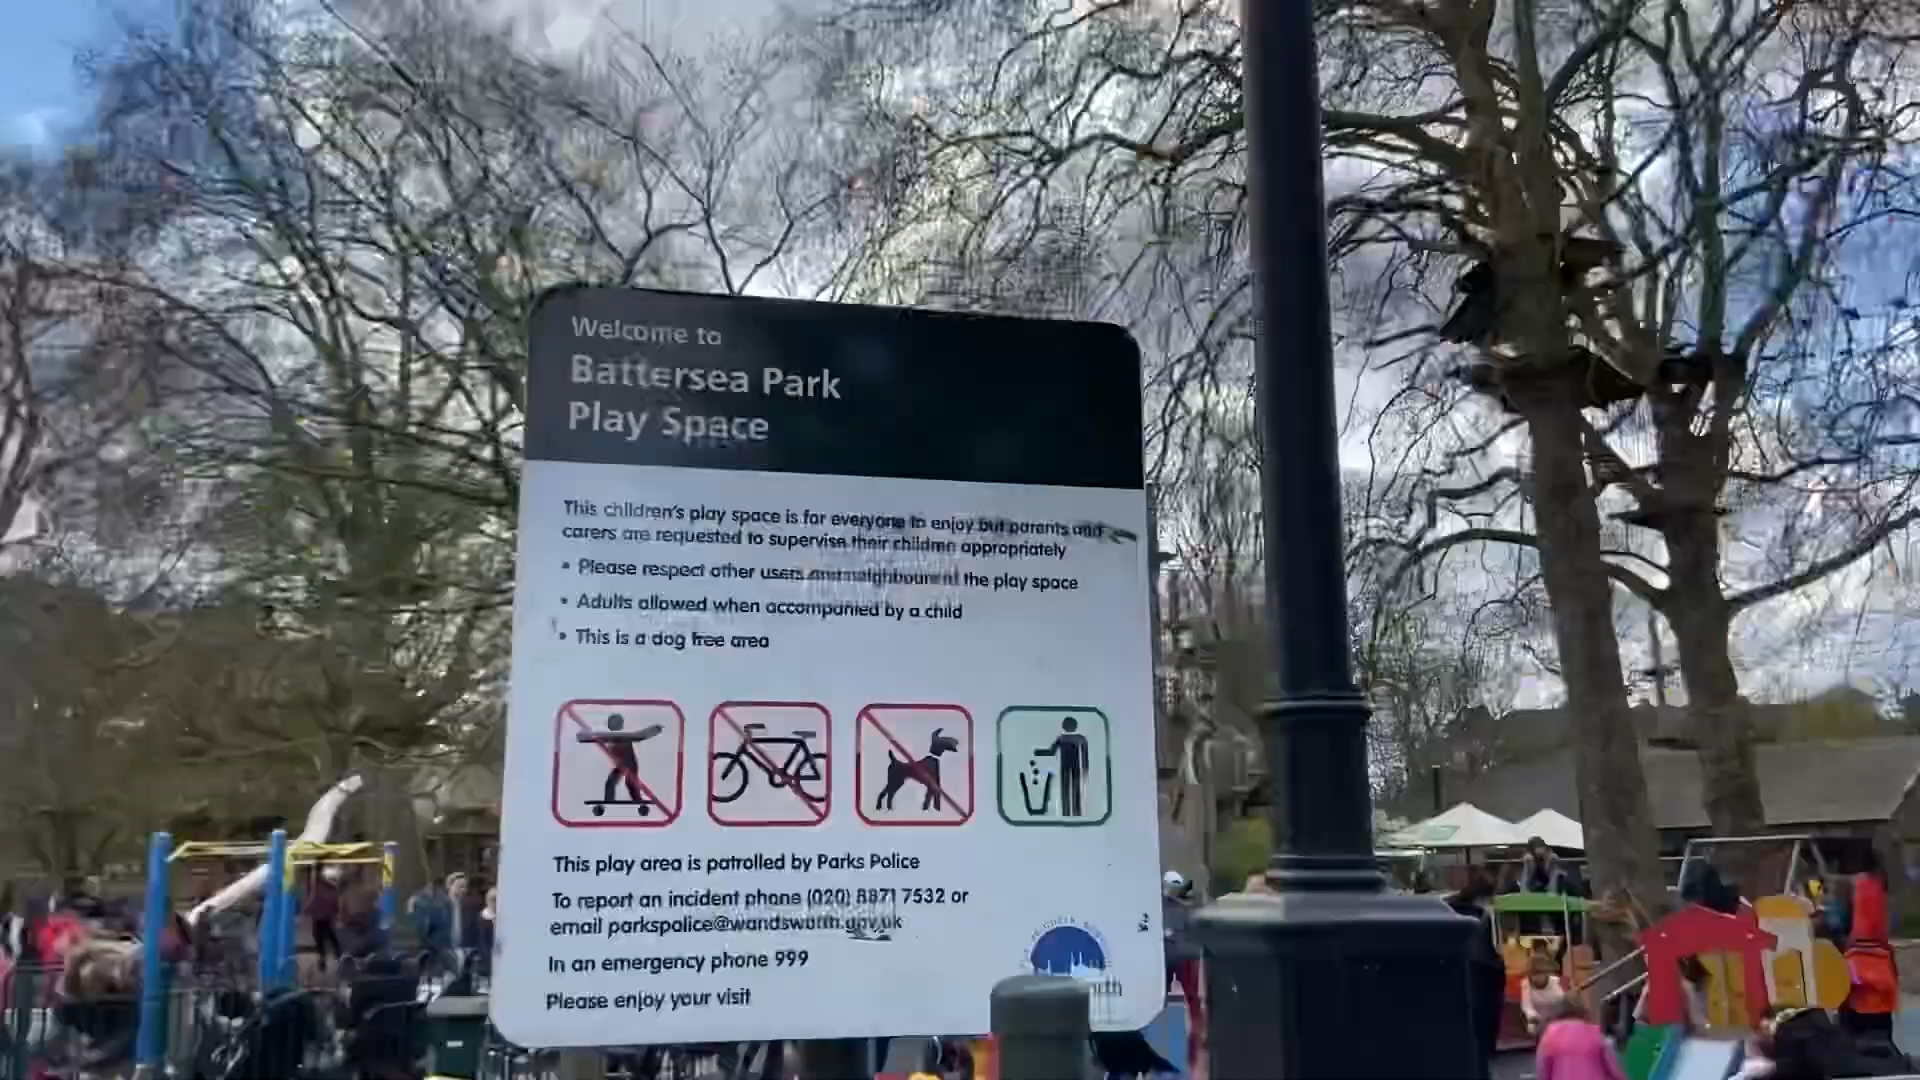 Welcome to
Battersea Park
Play Space
This children's play space is for everyone to enjoy but parents and
carers are requested to supervise their children appropriately
• Please respect other users and neighbours of the play space
• Adults allowed when accompanied by a child
• This is a dog free area
This play area is patrolled by Parks Police
To report an incident phone (020) 8871 7532 or
email parkspolice@wandsworth.gov.uk
In an emergency phone 999
Please enjoy your visit